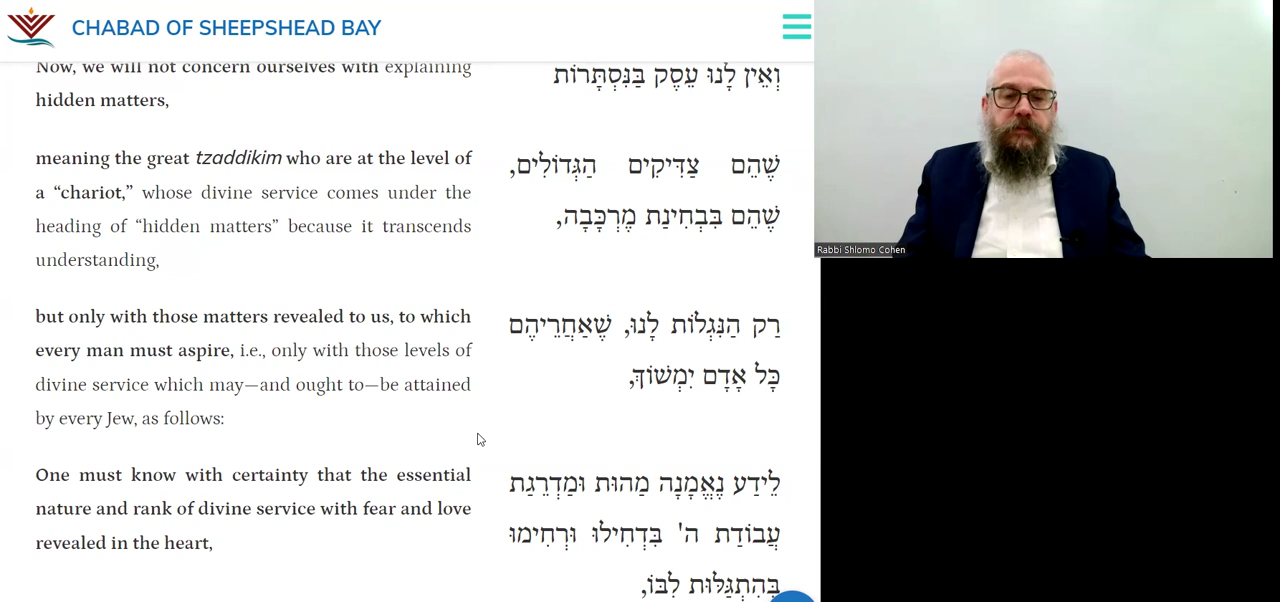 CHABAD OF SHEEPSHEAD BAY
Now, we will not concern ourselves with explaining
hidden matters,
וְאֵין לָנוּ עֵסֶק בַּנִּסְתָּרוֹת
meaning the great tzaddikim who are at the level of
a “chariot,” whose divine service comes under the
heading of “hidden matters” because it transcends
understanding,
שֶׁהֵם צַדִּיקִים הַגְּדוֹלִים,
שֶׁהֵם בִּבְחִינַת מֶרְכָּבָה,
but only with those matters revealed to us, to which
every man must aspire, i.e., only with those levels of
divine service which may—and ought to—be attained
by every Jew, as follows:
רַק הַנִּגְלוֹת לָנוּ, שֶׁאַחֲרֵיהֶם
כָּל אָדָם יִמְשׁוֹךְ,
One must know with certainty that the essential
nature and rank of divine service with fear and love
revealed in the heart,
לֵידַע נֶאֱמָנָה מַהוּת וּמַדְרֵגַת
עֲבוֹדַת ה' בִּדְחִילוּ וּרְחִימוּ
בְּהִתְגַּלּוּת לִבּוֹ,
Rabbi Shlomo Cohen